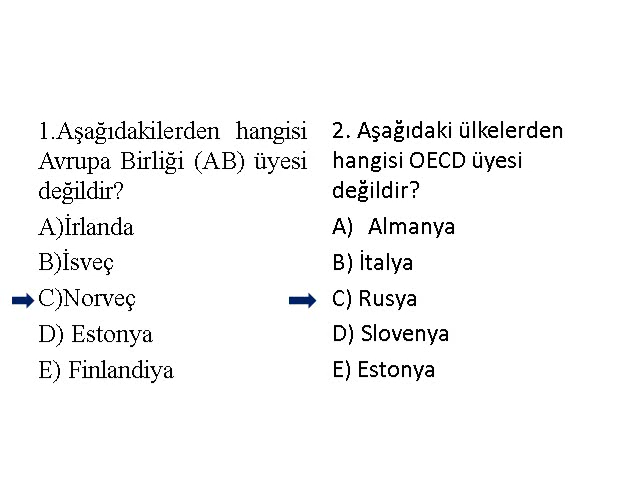 1.Aşağıdakilerden hangisi
Avrupa Birliği (AB) üyesi
değildir?
A)İrlanda
B)İsveç
C)Norveç
D) Estonya
E) Finlandiya
2. Aşağıdaki ülkelerden
hangisi OECD üyesi
değildir?
A) Almanya
B) İtalya
C) Rusya
D) Slovenya
E) Estonya